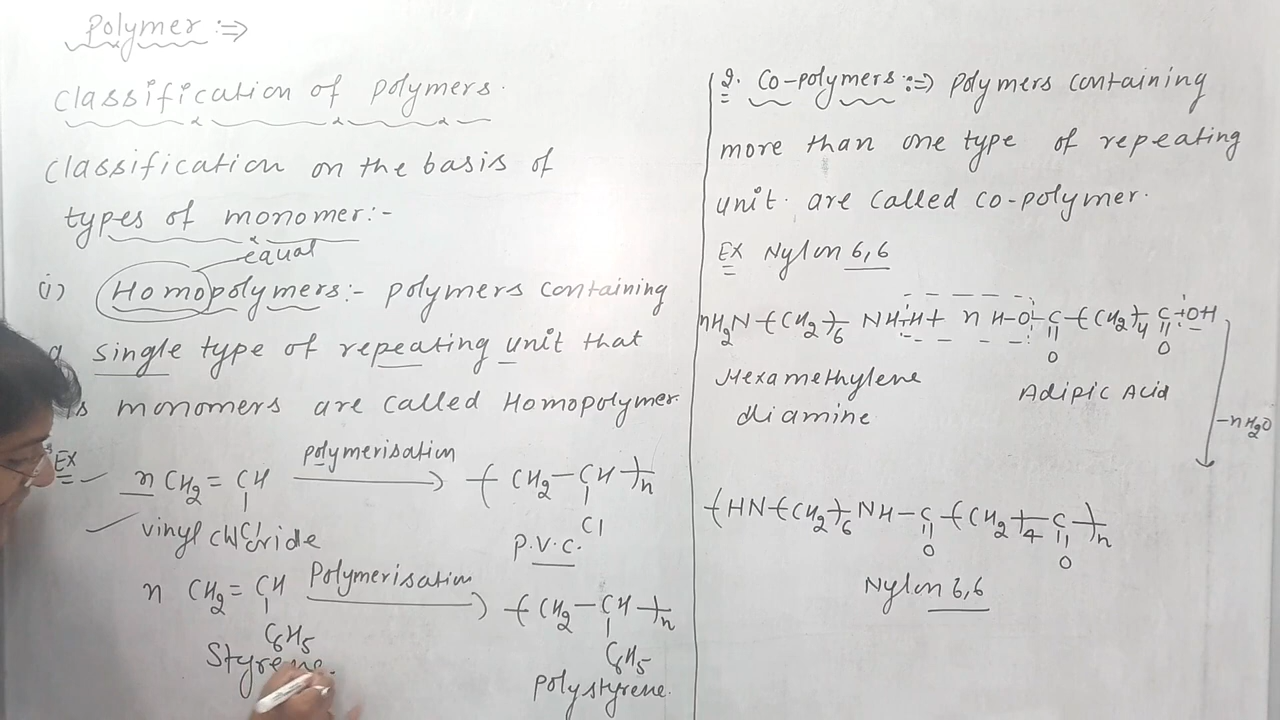 Polymer :⇒
Classification of polymers.
Classification on the basis of
types of monomer:-
equal
(i) Homopolymers:- polymers containing
a single type of repeating unit that
is monomers are called Homopolymer.
Ex
n CH2 = CH polymerisation → ( CH2 - CH )n
Cl Cl
vinyl chloride P.V.C.
n CH2 = CH Polymerisation → ( CH2 - CH )n
C6H5 C6H5
Styrene. polystyrene.
2. Co-polymers :⇒ polymers containing
more than one type of repeating
unit. are called co-polymer.
Ex Nylon 6,6
nH2N -(CH2)6 NH-H + n H-O-C-(CH2)4 C-OH
O O
Hexamethylene Adipic Acid
diamine
-nH2O
(HN-(CH2)6 NH-C-(CH2)4 C-)n
O O
Nylon 6,6